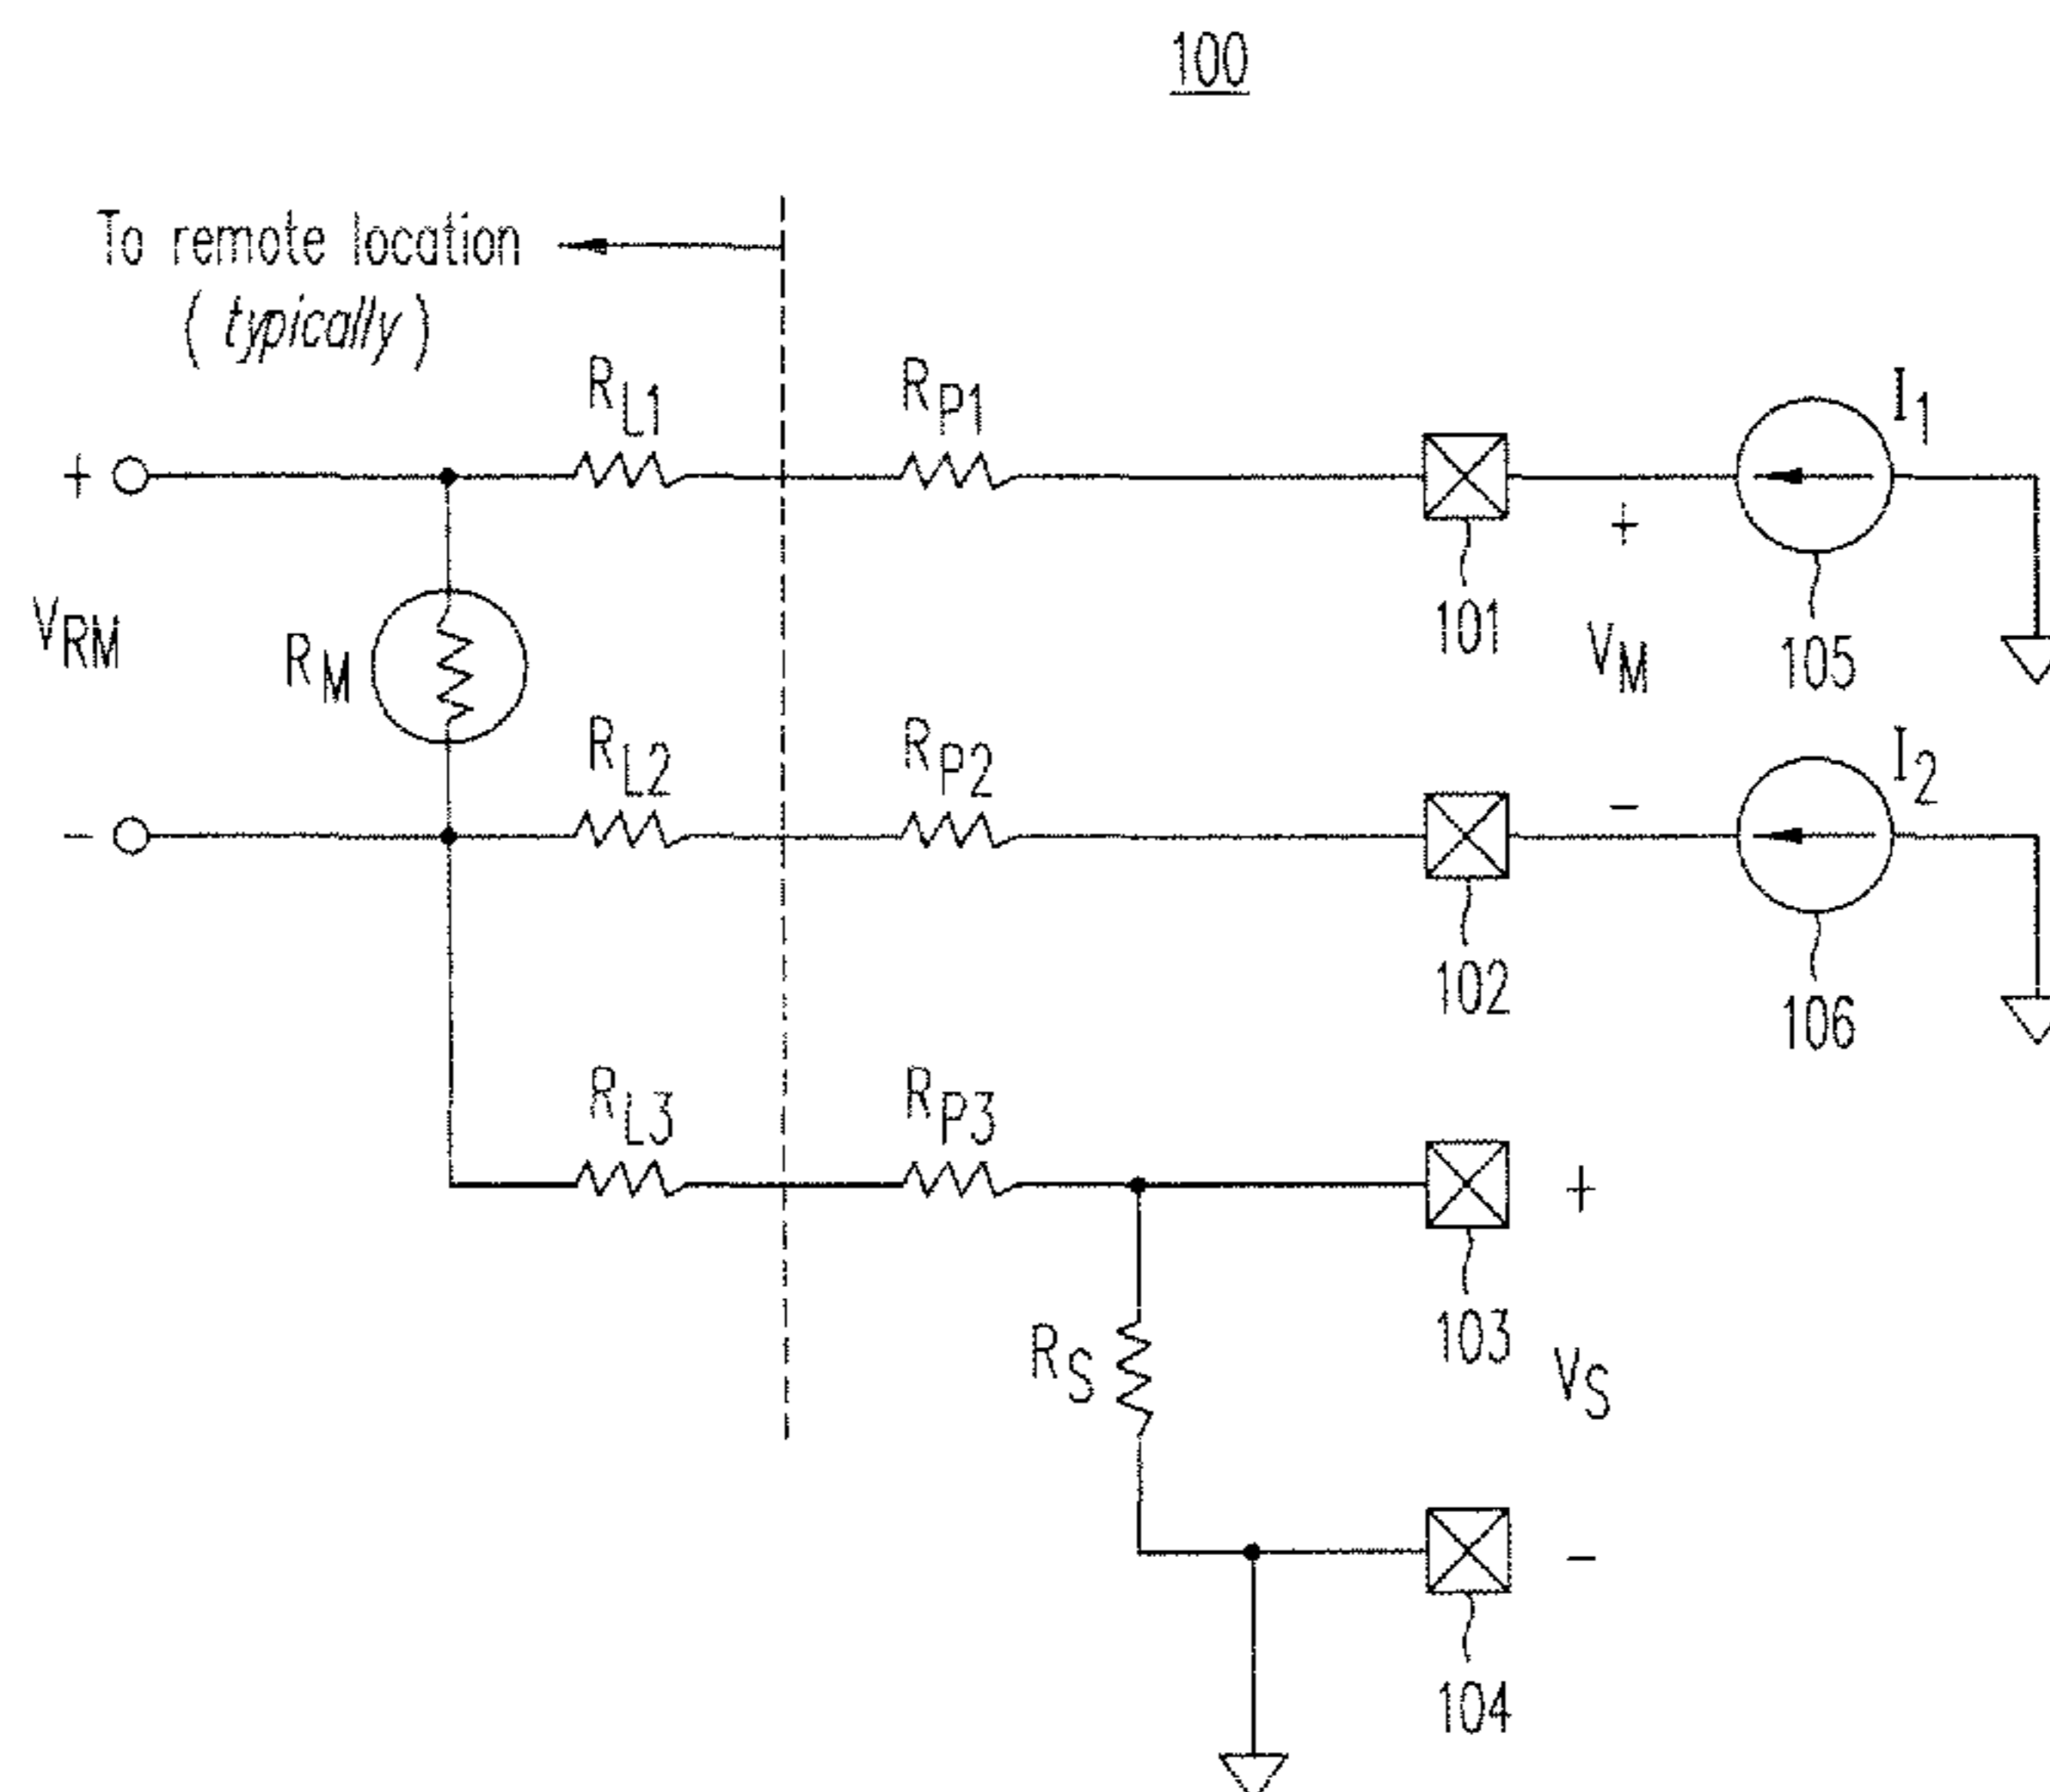 100
To remote location
( typically )
R_L1
R_P1
I_1
+
+
V_RM
R_M
101
V_M
105
R_L2
R_P2
I_2
-
-
102
106
R_L3
R_P3
+
R_S
103
V_S
-
104